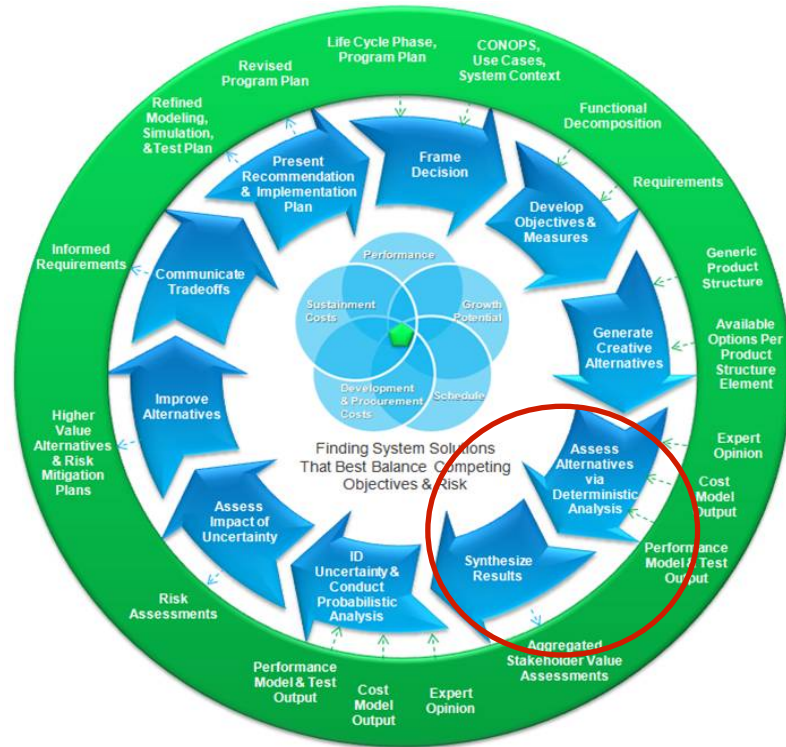 Life Cycle Phase,
Program Plan
CONOPS,
Use Cases,
System Context
Functional
Decomposition
Requirements
Generic
Product
Structure
Available
Options Per
Product
Structure
Element
Expert
Opinion
Cost
Model
Output
Performance
Model & Test
Output
Aggregated
Stakeholder Value
Assessments
Expert
Opinion
Cost
Model
Output
Performance
Model & Test
Output
Risk
Assessments
Higher
Value
Alternatives
& Risk
Mitigation
Plans
Informed
Requirements
Refined
Modeling,
Simulation,
&Test Plan
Revised
Program Plan
Frame
Decision
Develop
Objectives &
Measures
Generate
Creative
Alternatives
Assess
Alternatives
via
Deterministic
Analysis
Synthesize
Results
ID
Uncertainty &
Conduct
Probabilistic
Analysis
Assess
Impact of
Uncertainty
Improve
Alternatives
Communicate
Tradeoffs
Present
Recommendation
& Implementation
Plan
Performance
Growth
Potential
Schedule
Development
& Procurement
Costs
Sustainment
Costs
Finding System Solutions
That Best Balance Competing
Objectives & Risk